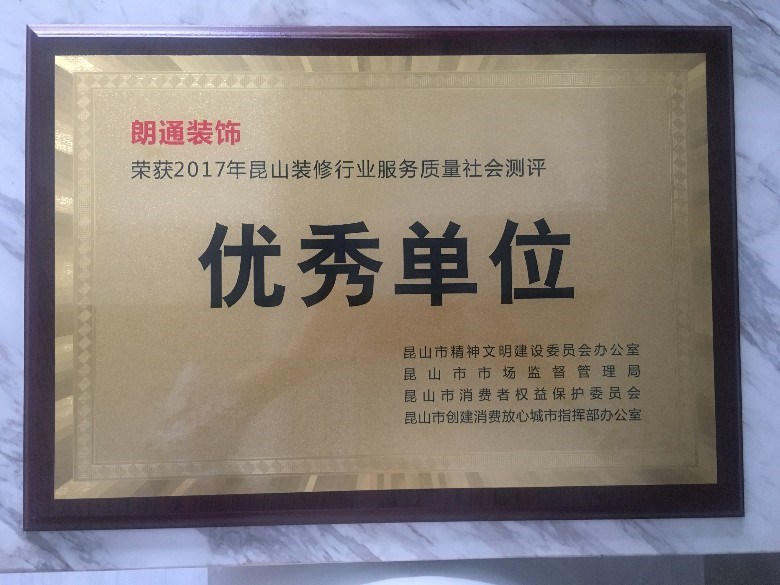 朗通装饰
荣获2017年昆山装修行业服务质量社会测评
优秀单位
昆山市精神文明建设委员会办公室
昆山市市场监督管理局
昆山市消费者权益保护委员会
昆山市创建消费放心城市指挥部办公室